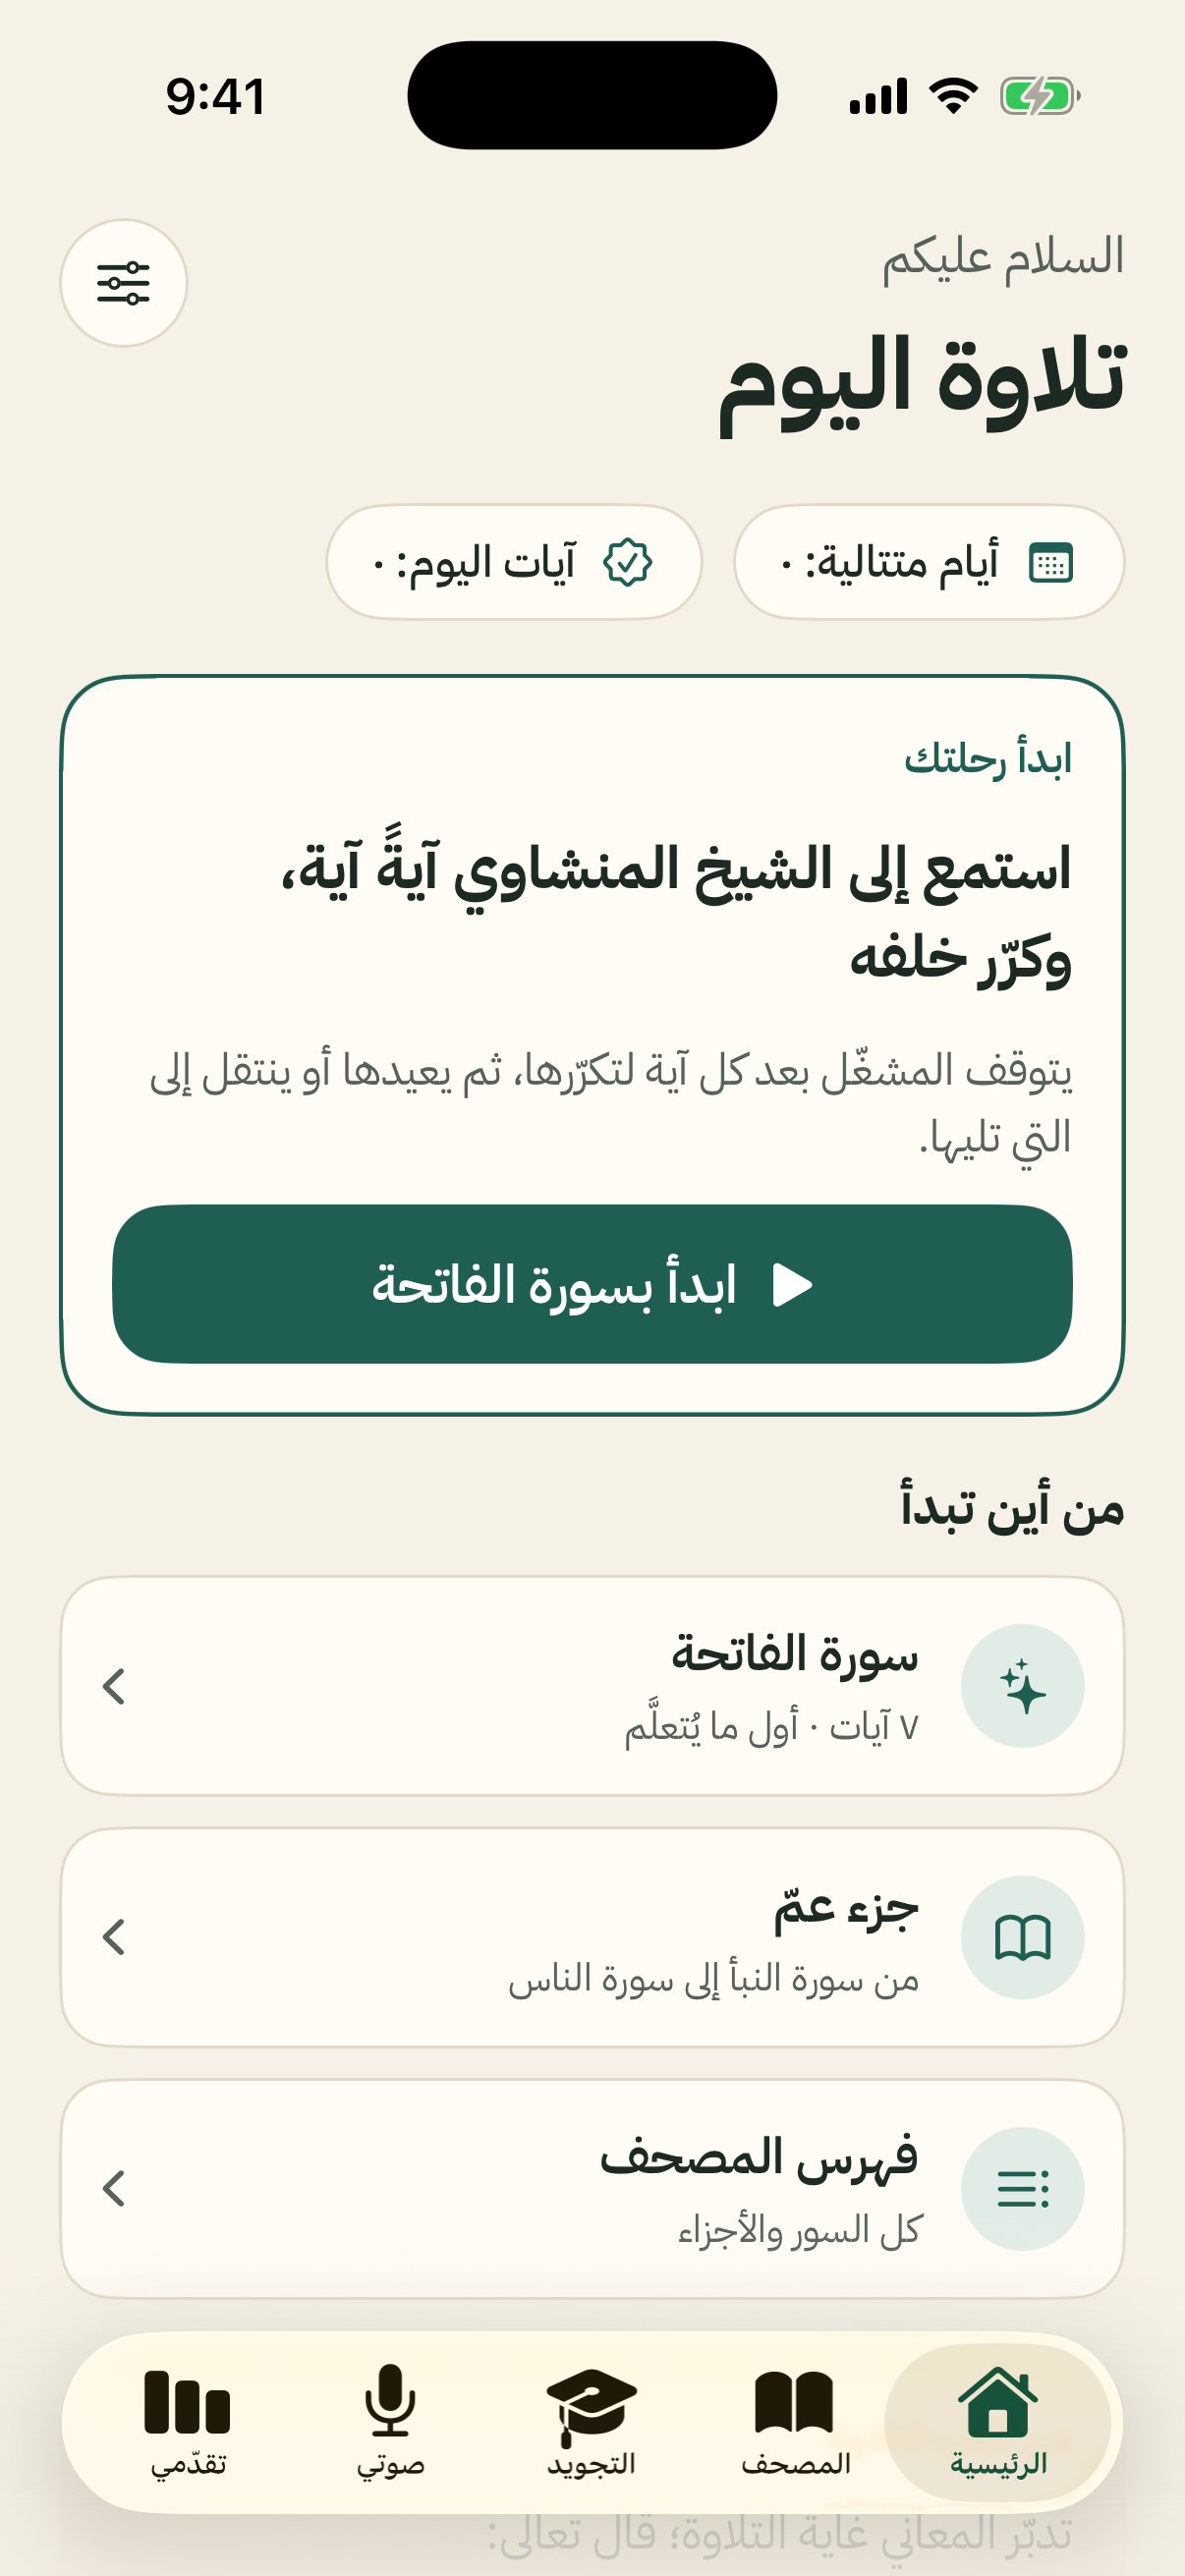 9:41
السلام عليكم
تلاوة اليوم
أيام متتالية: ٠
آيات اليوم: ٠
ابدأ رحلتك
استمع إلى الشيخ المنشاوي آيةً آية،
وكرّر خلفه
يتوقف المشغّل بعد كل آية لتكرّرها، ثم يعيدها أو ينتقل إلى
التي تليها.
ابدأ بسورة الفاتحة
من أين تبدأ
سورة الفاتحة
٧ آيات · أول ما يُتعلَّم
جزء عمّ
من سورة النبأ إلى سورة الناس
فهرس المصحف
كل السور والأجزاء
الرئيسية
المصحف
التجويد
صوتي
تقدّمي
تدبّر المعاني غاية التلاوة؛ قال تعالى: